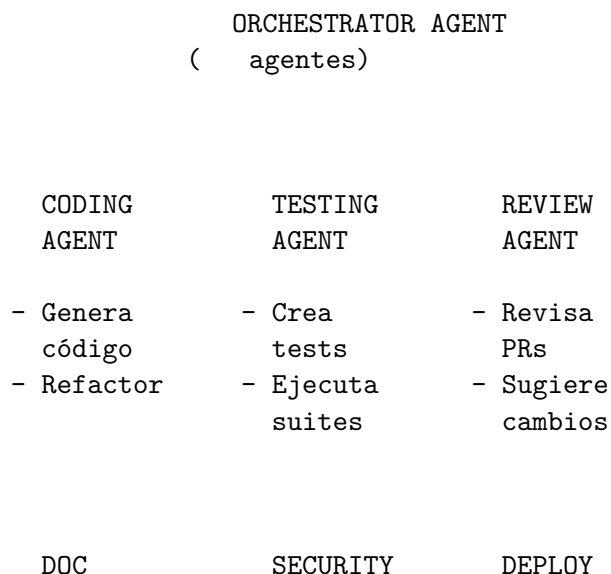 ORCHESTRATOR AGENT
( agentes)
CODING TESTING REVIEW
AGENT AGENT AGENT
- Genera - Crea - Revisa
código tests PRs
- Refactor - Ejecuta - Sugiere
suites cambios
DOC SECURITY DEPLOY